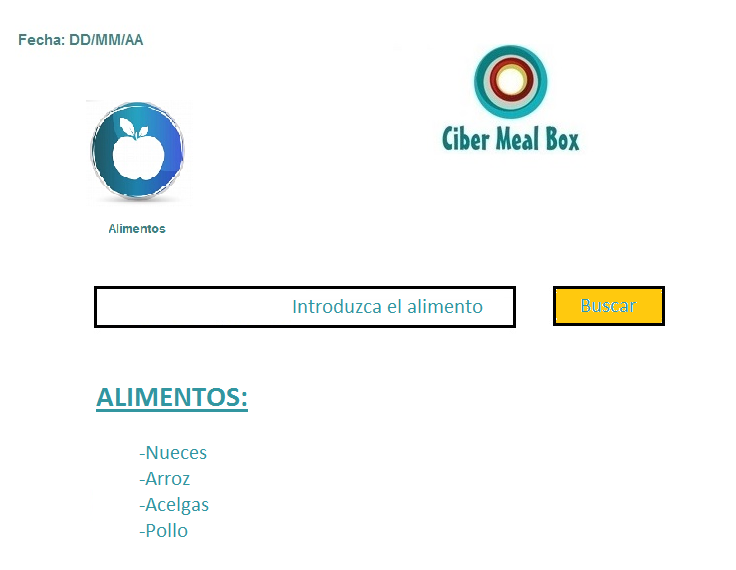 Fecha: DD/MM/AA
Ciber Meal Box
Alimentos
Introduzca el alimento
Buscar
ALIMENTOS:
-Nueces
-Arroz
-Acelgas
-Pollo